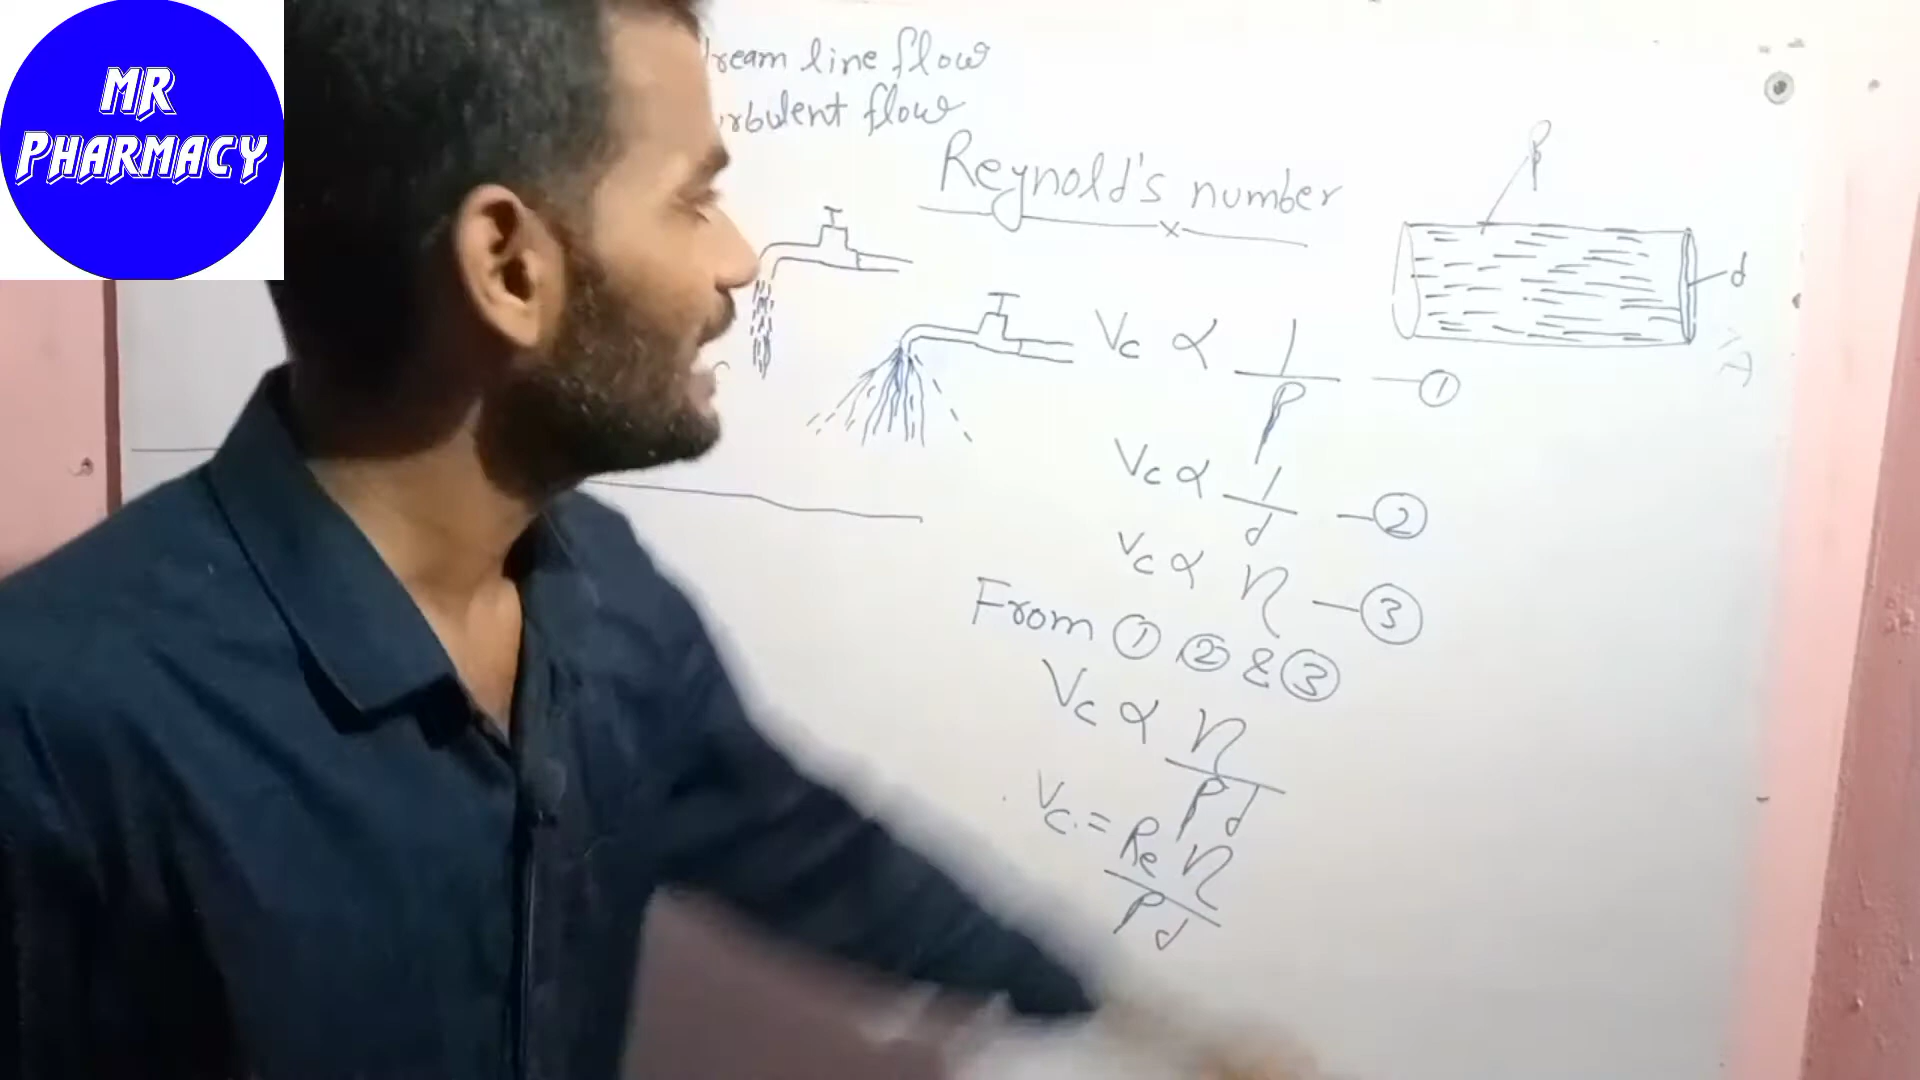 MR
PHARMACY
ream line flow
urbulent flow
Reynold's number
ρ
d
Vc ∝ 1/ρ — ①
Vc ∝ 1/d — ②
Vc ∝ η — ③
From ① ② & ③
Vc ∝ η/ρd
Vc = Re η/ρd